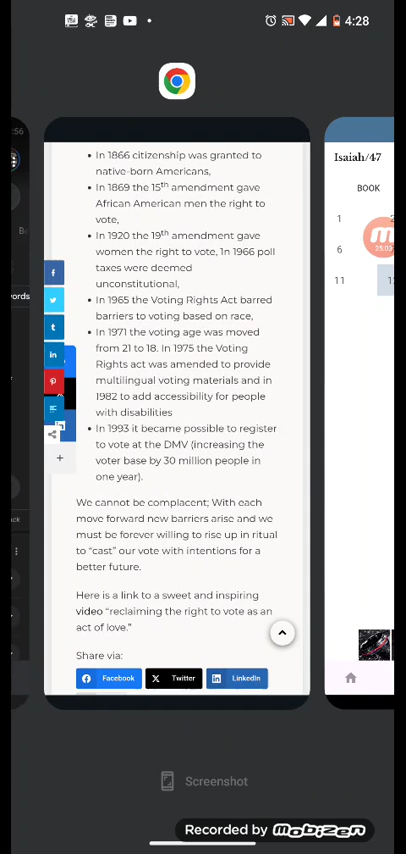 4:28
:56
Isaiah/47
BOOK
1
6
11
25:03
Be
words
ack
In 1866 citizenship was granted to
native-born Americans,
In 1869 the 15th amendment gave
African American men the right to
vote,
In 1920 the 19th amendment gave
women the right to vote, 1n 1966 poll
taxes were deemed
unconstitutional,
In 1965 the Voting Rights Act barred
barriers to voting based on race,
In 1971 the voting age was moved
from 21 to 18. In 1975 the Voting
Rights act was amended to provide
multilingual voting materials and in
1982 to add accessibility for people
with disabilities
In 1993 it became possible to register
to vote at the DMV (increasing the
voter base by 30 million people in
one year).
We cannot be complacent; With each
move forward new barriers arise and we
must be forever willing to rise up in ritual
to “cast” our vote with intentions for a
better future.
Here is a link to a sweet and inspiring
video “reclaiming the right to vote as an
act of love.”
Share via:
Facebook
Twitter
LinkedIn
Screenshot
Recorded by mobizen